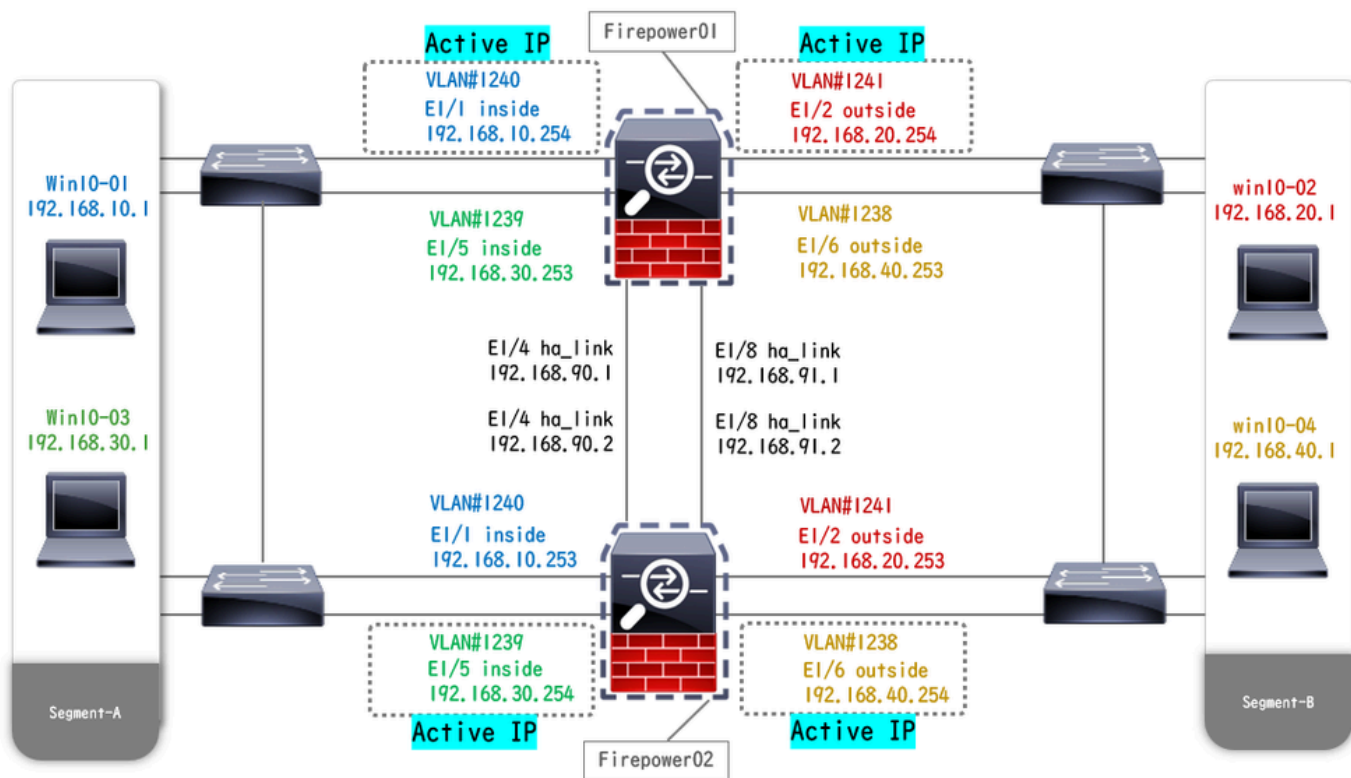 Firepower01
Active IP
VLAN#1240
E1/1 inside
192.168.10.254
Active IP
VLAN#1241
E1/2 outside
192.168.20.254
Win10-01
192.168.10.1
VLAN#1239
E1/5 inside
192.168.30.253
VLAN#1238
E1/6 outside
192.168.40.253
win10-02
192.168.20.1
E1/4 ha_link
192.168.90.1
E1/8 ha_link
192.168.91.1
Win10-03
192.168.30.1
E1/4 ha_link
192.168.90.2
E1/8 ha_link
192.168.91.2
win10-04
192.168.40.1
VLAN#1240
E1/1 inside
192.168.10.253
VLAN#1241
E1/2 outside
192.168.20.253
VLAN#1239
E1/5 inside
192.168.30.254
Active IP
VLAN#1238
E1/6 outside
192.168.40.254
Active IP
Segment-A
Segment-B
Firepower02